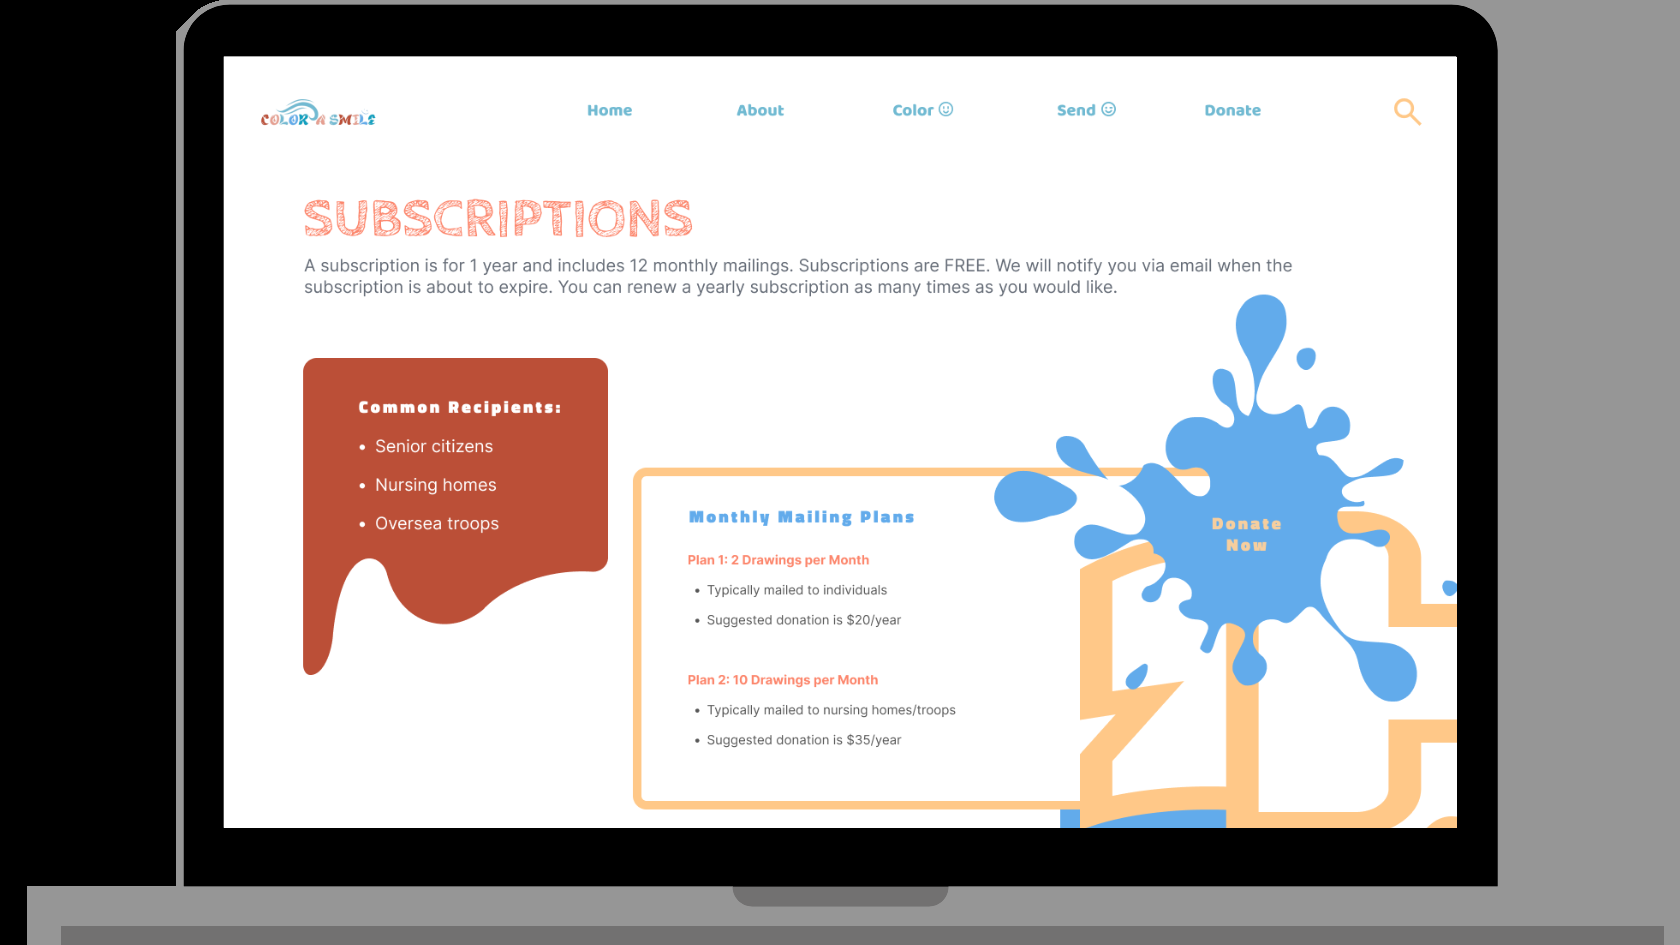 COLOR A SMILE
Home
About
Color
Send
Donate
SUBSCRIPTIONS
A subscription is for 1 year and includes 12 monthly mailings. Subscriptions are FREE. We will notify you via email when the
subscription is about to expire. You can renew a yearly subscription as many times as you would like.
Common Recipients:
• Senior citizens
• Nursing homes
• Oversea troops
Monthly Mailing Plans
Plan 1: 2 Drawings per Month
• Typically mailed to individuals
• Suggested donation is $20/year
Plan 2: 10 Drawings per Month
• Typically mailed to nursing homes/troops
• Suggested donation is $35/year
Donate
Now